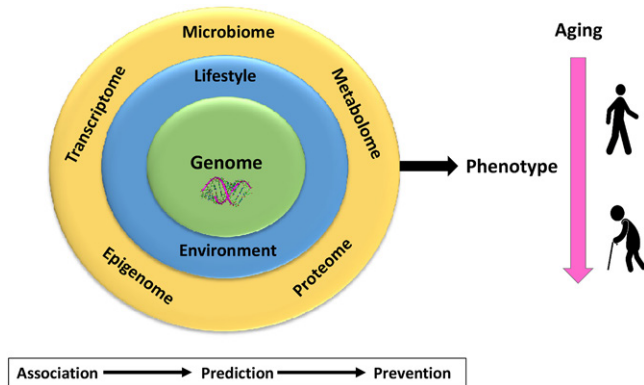 Microbiome
Aging
Lifestyle
Transcriptome
Metabolome
Genome
Phenotype
Environment
Epigenome
Proteome
Association Prediction Prevention